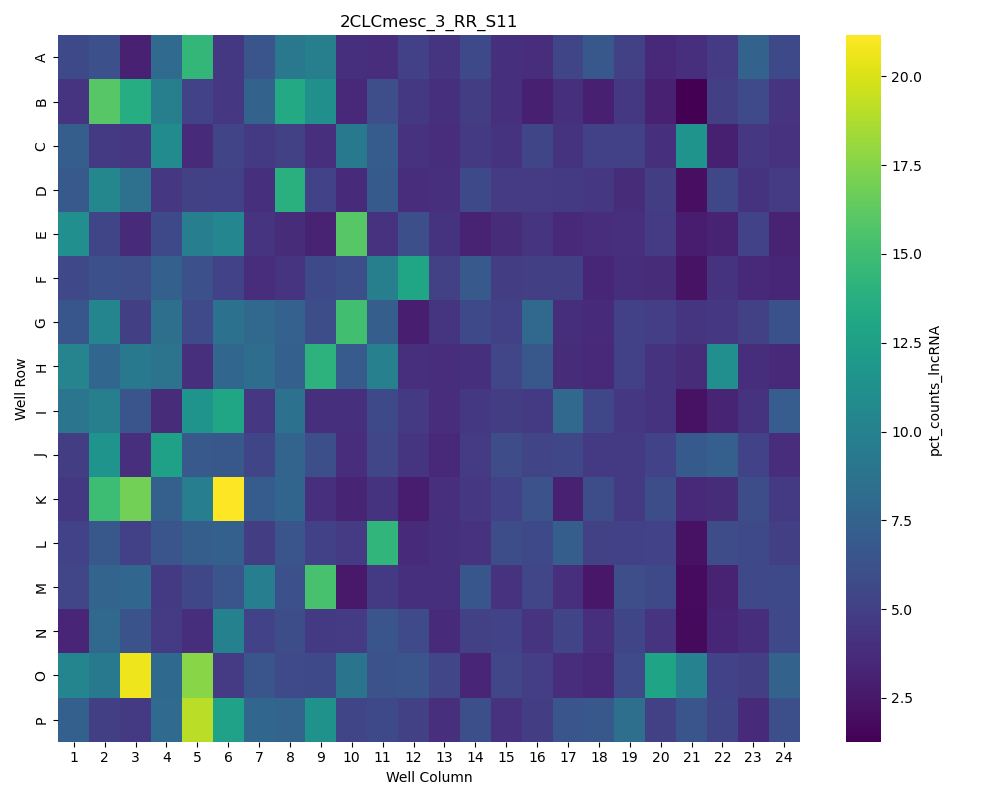 2CLCmesc_3_RR_S11
A
B
C
D
E
F
G
H
I
J
K
L
M
N
O
P
Well Row
1 2 3 4 5 6 7 8 9 10 11 12 13 14 15 16 17 18 19 20 21 22 23 24
Well Column
20.0
17.5
15.0
12.5
10.0
7.5
5.0
2.5
pct_counts_lncRNA